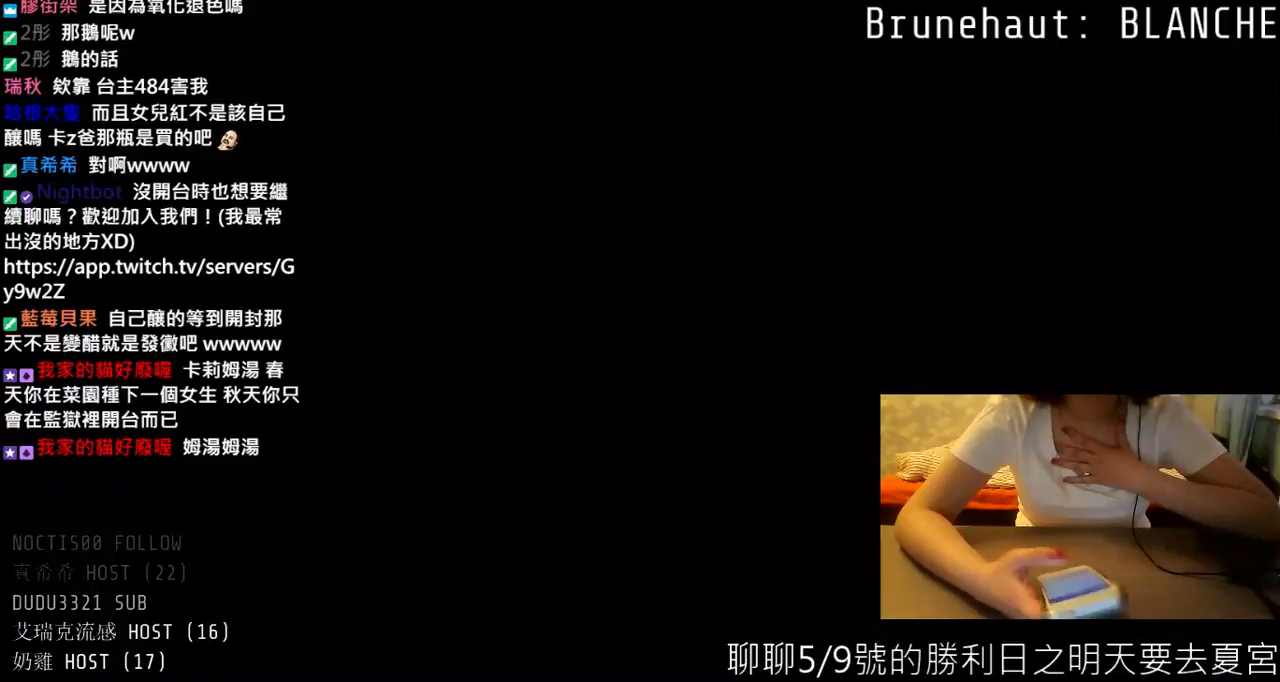 膠街架 是因為氧化退色嗎
2彤 那鵝呢w
2彤 鵝的話
瑞秋 欸靠 台主484害我
哈根大隻 而且女兒紅不是該自己
釀嗎 卡z爸那瓶是買的吧
真希希 對啊wwww
Nightbot 沒開台時也想要繼
續聊嗎？歡迎加入我們！(我最常
出沒的地方XD)
https://app.twitch.tv/servers/G
y9w2Z
藍莓貝果 自己釀的等到開封那
天不是變醋就是發黴吧 wwwww
我家的貓好廢喔 卡莉姆湯 春
天你在菜園種下一個女生 秋天你只
會在監獄裡開台而已
我家的貓好廢喔 姆湯姆湯
NOCTIS00 FOLLOW
真希希 HOST (22)
DUDU3321 SUB
艾瑞克流感 HOST (16)
奶雞 HOST (17)
Brunehaut: BLANCHE
聊聊5/9號的勝利日之明天要去夏宮